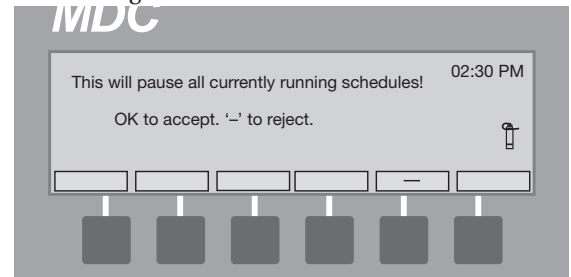 MDC
This will pause all currently running schedules!
02:30 PM
OK to accept. ‘–’ to reject.
—